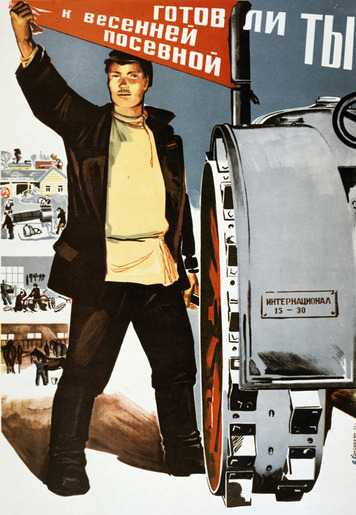 ГОТОВ ЛИ ТЫ
К ВЕСЕННЕЙ
ПОСЕВНОЙ
ИНТЕРНАЦИОНАЛ
15-30